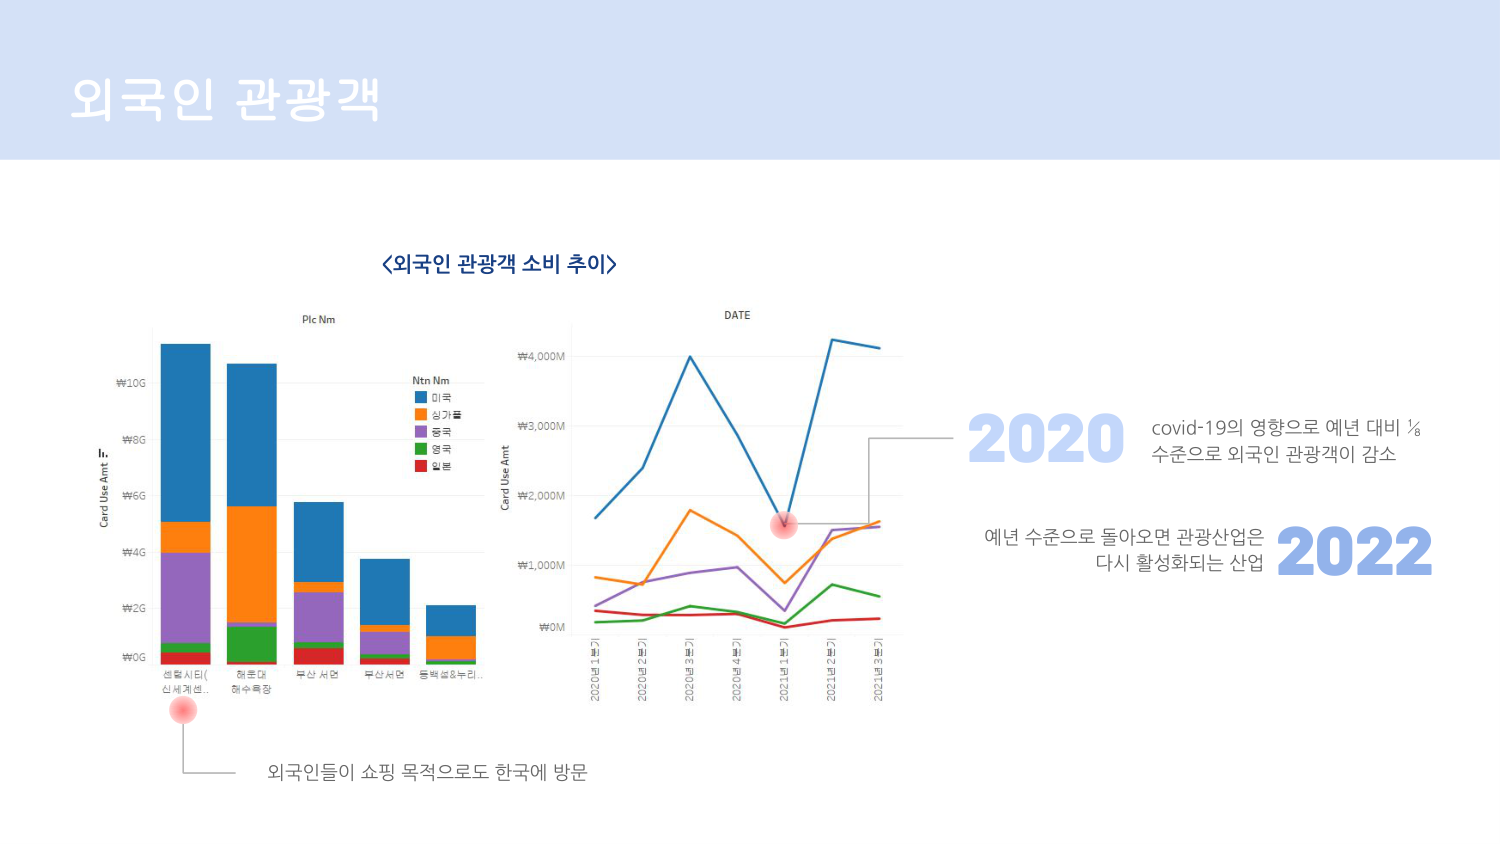 외국인 관광객
<외국인 관광객 소비 추이>
Plc Nm
₩10G
₩8G
₩6G
₩4G
₩2G
₩0G
Card Use Amt
Ntn Nm
미국
싱가폴
중국
영국
일본
센텀시티(
신세계센..
해운대
해수욕장
부산 서면
부산서면
동백섬&누리..
외국인들이 쇼핑 목적으로도 한국에 방문
DATE
₩4,000M
₩3,000M
₩2,000M
₩1,000M
₩0M
Card Use Amt
2020년 1분기
2020년 2분기
2020년 3분기
2020년 4분기
2021년 1분기
2021년 2분기
2021년 3분기
2020
covid-19의 영향으로 예년 대비 ⅛
수준으로 외국인 관광객이 감소
예년 수준으로 돌아오면 관광산업은
다시 활성화되는 산업
2022